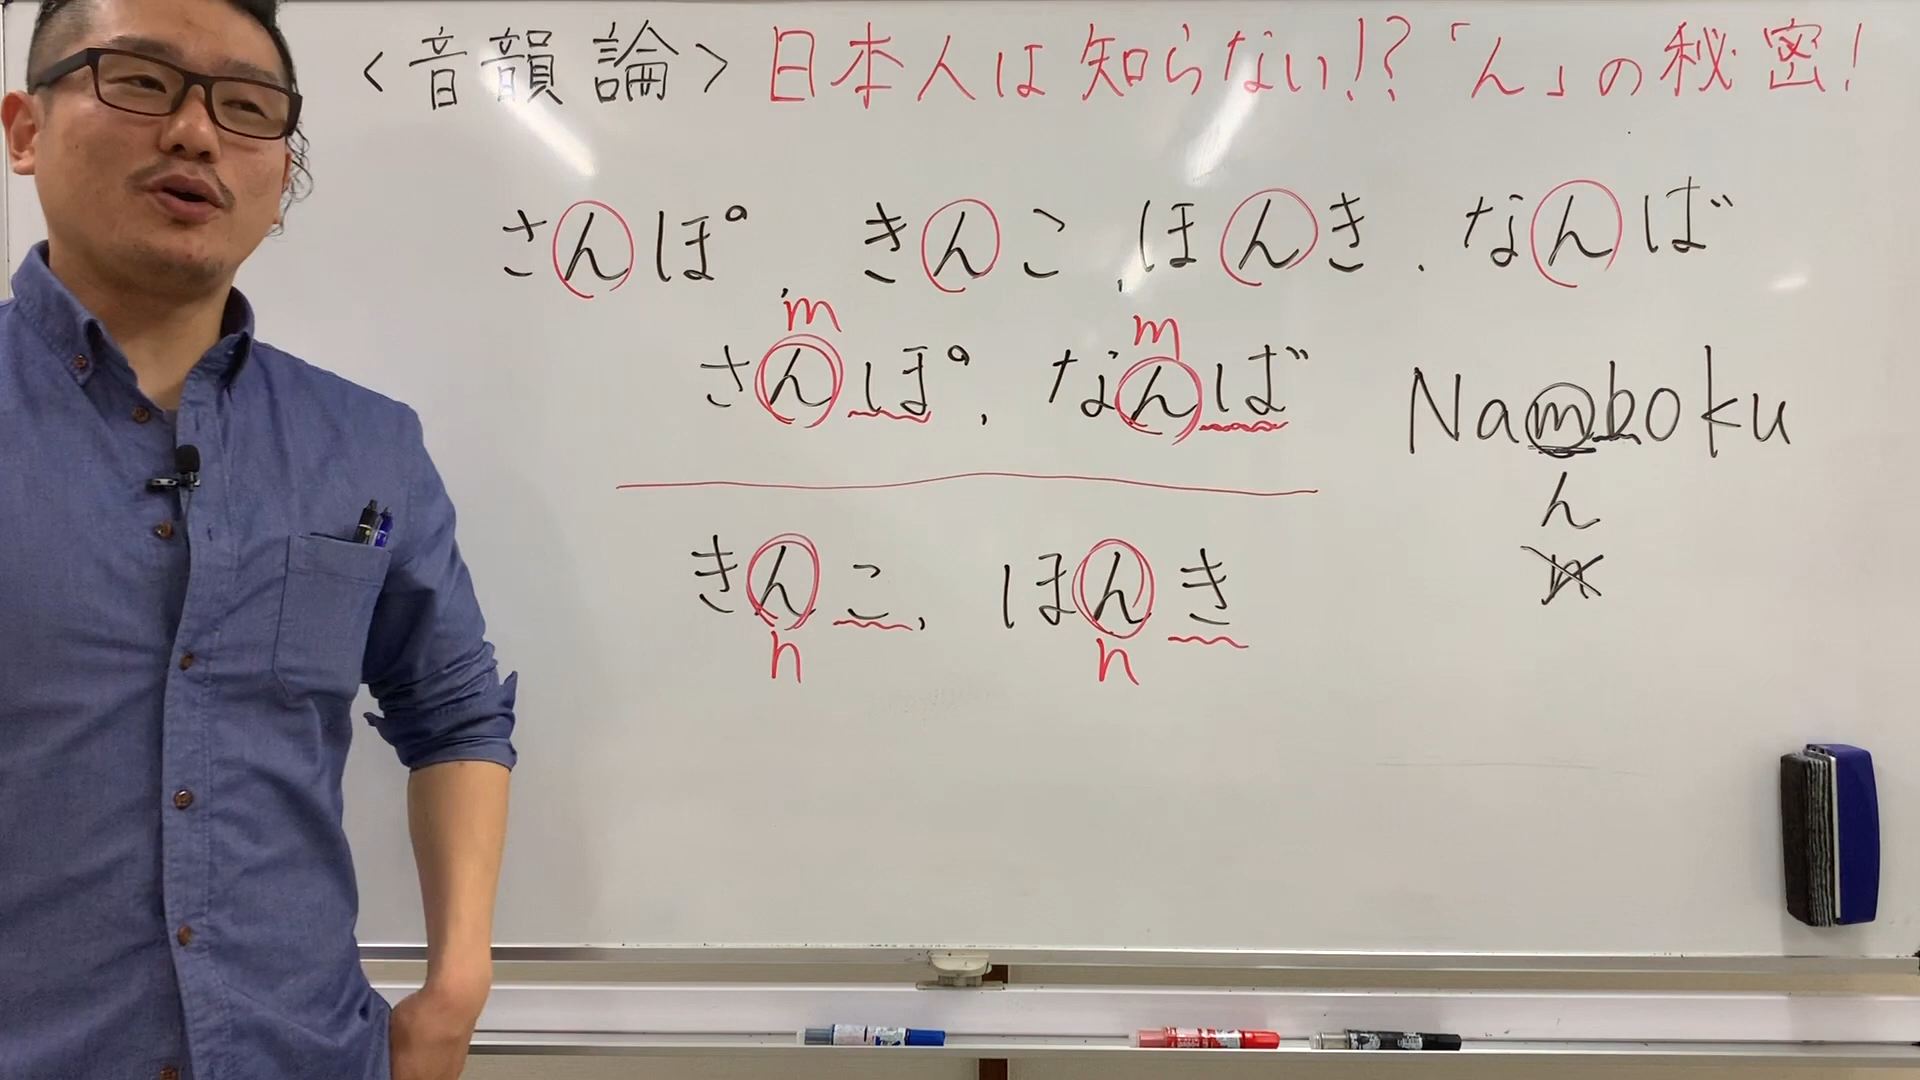 <音韻論>日本人は知らない!?「ん」の秘密!
さんぽ、きんこ、ほんき、なんば
m m
さんぽ、なんば
Namboku
ん
n
きんこ、ほんき
n n